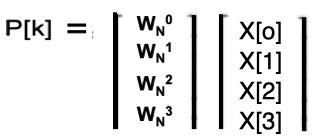 P[k] = [ W_N^0 ] [ X[o] ]
[ W_N^1 ] [ X[1] ]
[ W_N^2 ] [ X[2] ]
[ W_N^3 ] [ X[3] ]